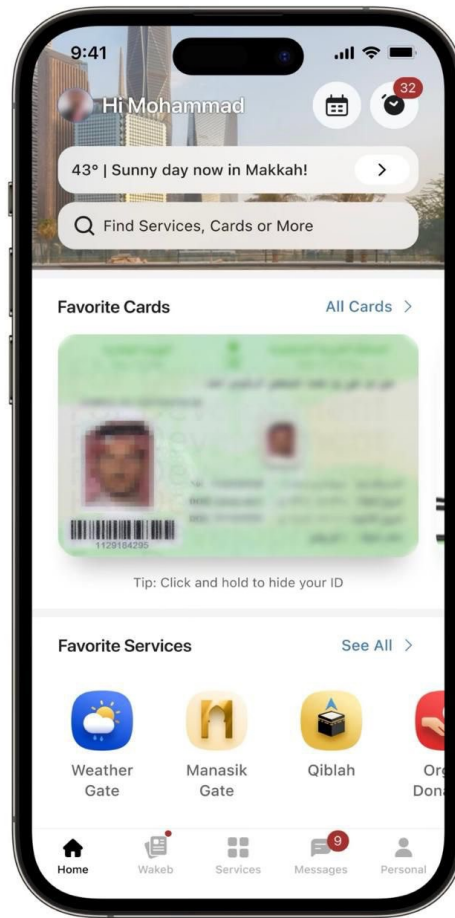 9:41
Hi Mohammad
32
43° | Sunny day now in Makkah!
Find Services, Cards or More
Favorite Cards
All Cards >
1129164295
Tip: Click and hold to hide your ID
Favorite Services
See All >
Weather
Gate
Manasik
Gate
Qiblah
Home
Wakeb
Services
9
Messages
Personal